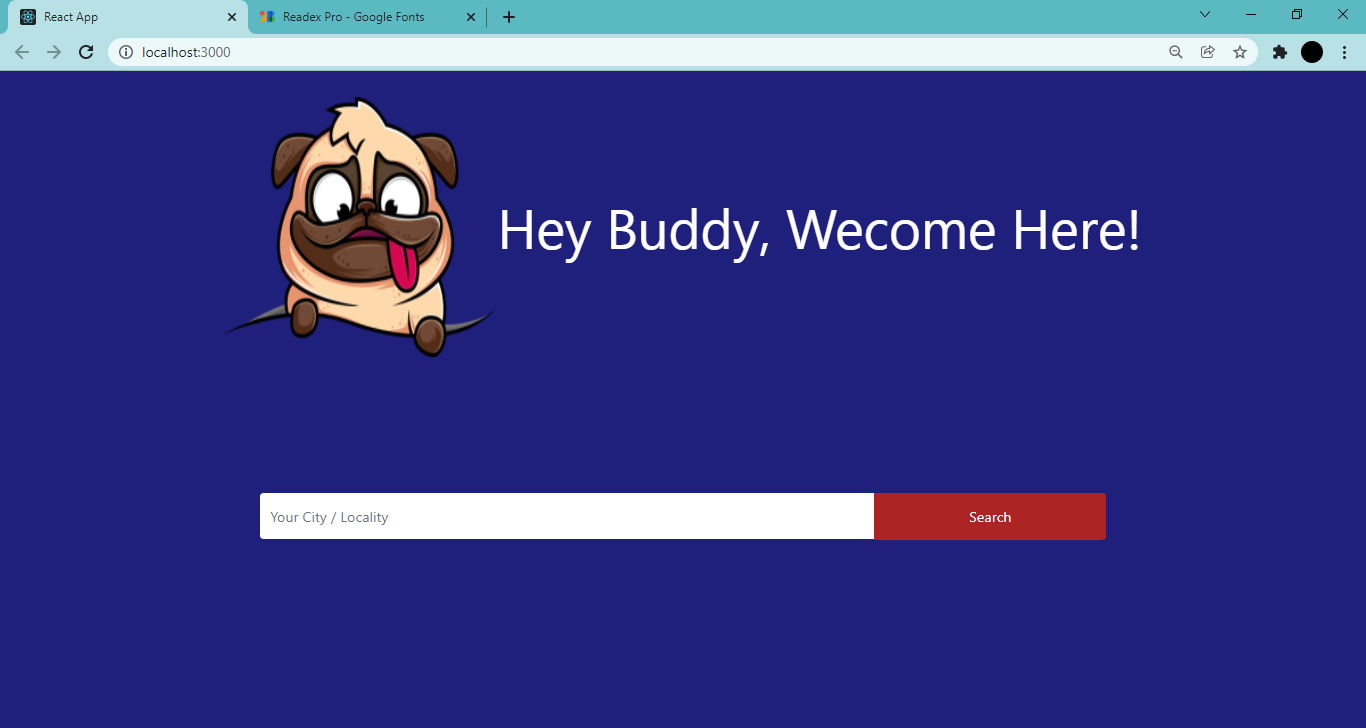 React App
Readex Pro - Google Fonts
localhost:3000
Hey Buddy, Wecome Here!
Your City / Locality
Search